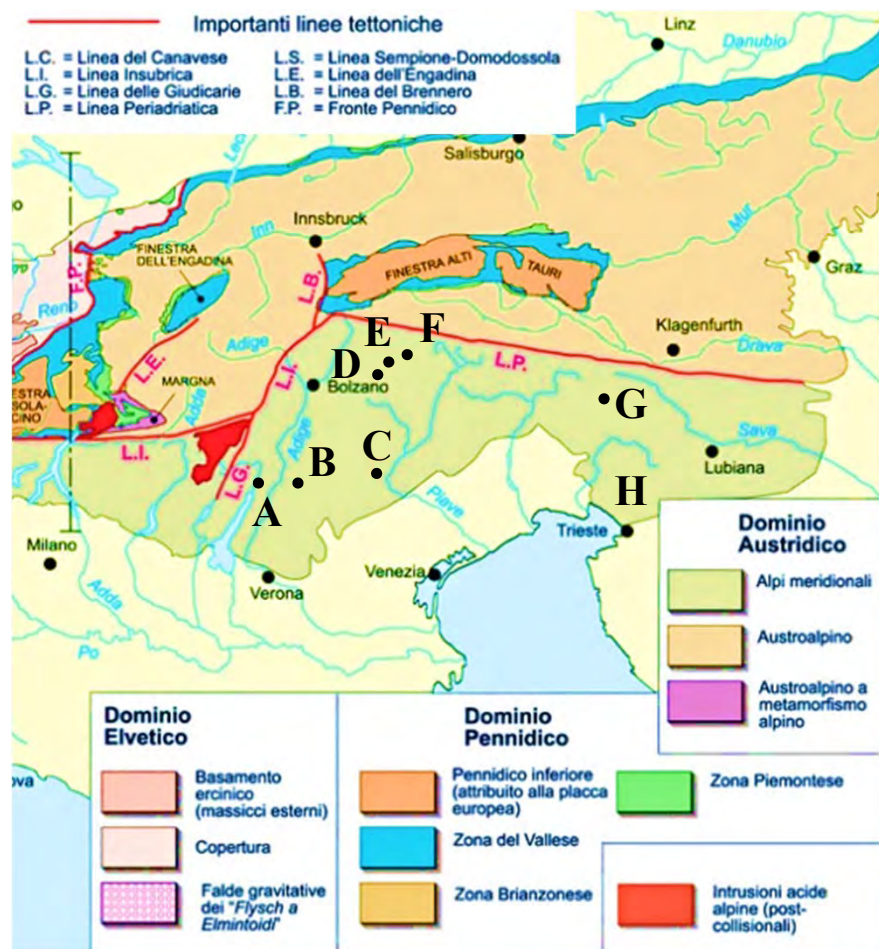 Importanti linee tettoniche
L.C. = Linea del Canavese
L.I. = Linea Insubrica
L.G. = Linea delle Giudicarie
L.P. = Linea Periadriatica
L.S. = Linea Sempione-Domodossola
L.E. = Linea dell'Engadina
L.B. = Linea del Brennero
F.P. = Fronte Pennidico
Linz
Danubio
Lech
Salisburgo
Innsbruck
Inn
Mur
Graz
FINESTRA
DELL'ENGADINA
FINESTRA ALTI
TAURI
F.P.
L.B.
Reno
Klagenfurth
Drava
Adige
E
F
L.P.
L.E.
D
L.I.
Bolzano
MARGNA
Adda
G
Sava
L.I.
Adige
B
C
Lubiana
L.G.
A
H
Piave
Milano
Trieste
Venezia
Verona
Adda
Po
Dominio
Austridico
Alpi meridionali
Austroalpino
Austroalpino a
metamorfismo
alpino
Dominio
Elvetico
Basamento
ercinico
(massicci esterni)
Copertura
Falde gravitative
dei "Flysch a
Elmintoidi"
Dominio
Pennidico
Pennidico inferiore
(attribuito alla placca
europea)
Zona del Vallese
Zona Brianzonese
Zona Piemontese
Intrusioni acide
alpine (post-
collisionali)